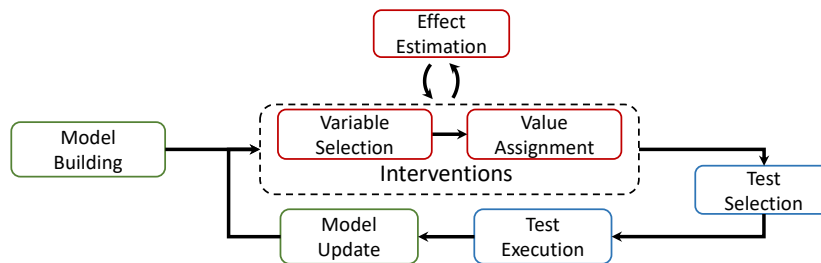 Effect
Estimation
Model
Building
Variable
Selection
Value
Assignment
Interventions
Test
Selection
Model
Update
Test
Execution